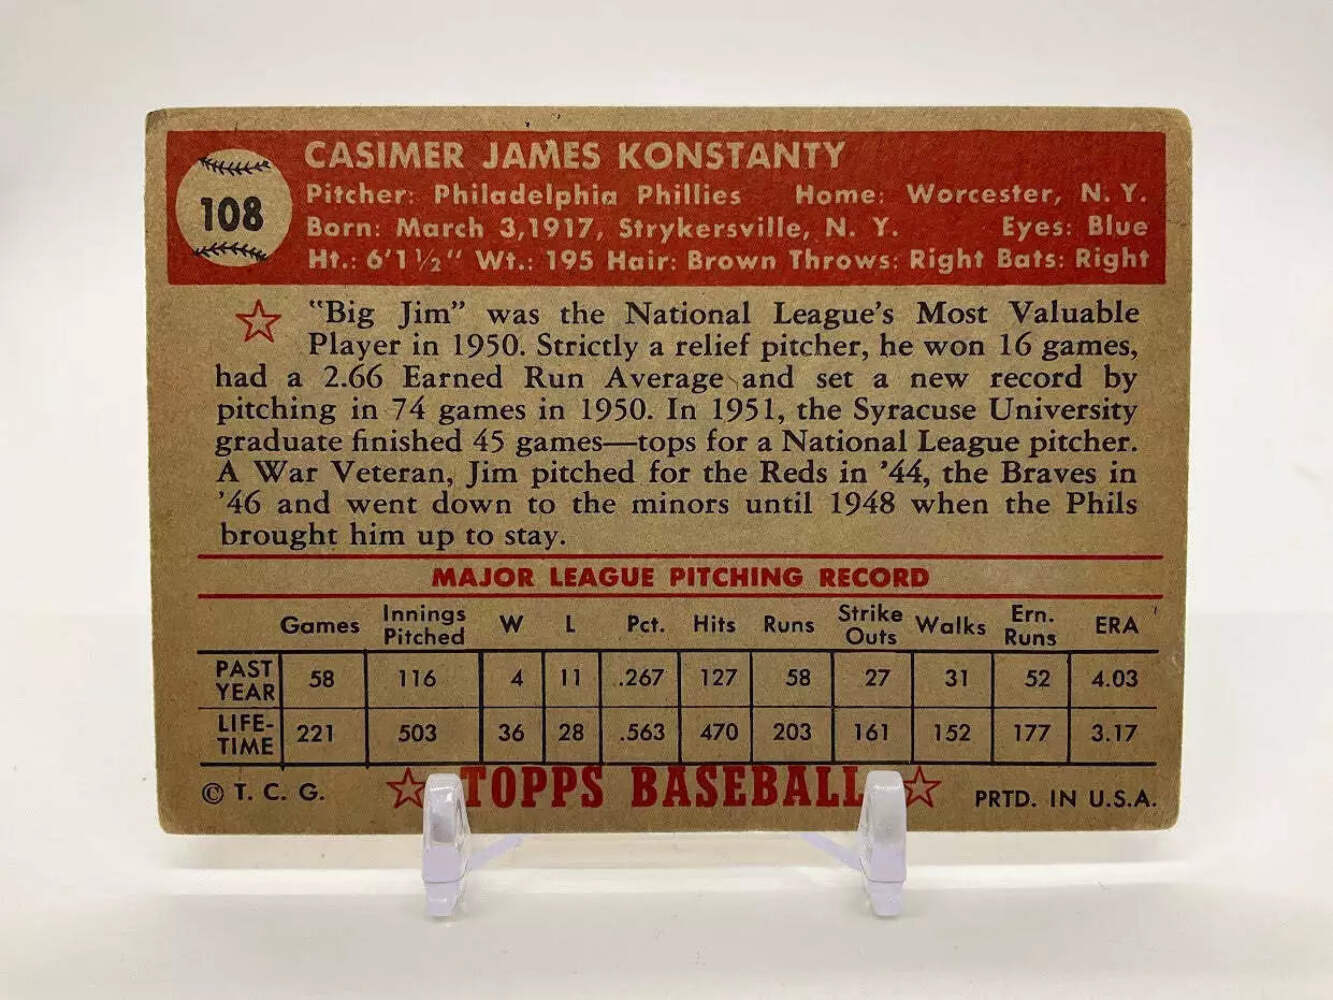 108
CASIMER JAMES KONSTANTY
Pitcher: Philadelphia Phillies Home: Worcester, N. Y.
Born: March 3,1917, Strykersville, N. Y. Eyes: Blue
Ht.: 6'1½" Wt.: 195 Hair: Brown Throws: Right Bats: Right
"Big Jim" was the National League's Most Valuable
Player in 1950. Strictly a relief pitcher, he won 16 games,
had a 2.66 Earned Run Average and set a new record by
pitching in 74 games in 1950. In 1951, the Syracuse University
graduate finished 45 games—tops for a National League pitcher.
A War Veteran, Jim pitched for the Reds in '44, the Braves in
'46 and went down to the minors until 1948 when the Phils
brought him up to stay.
MAJOR LEAGUE PITCHING RECORD
Games Innings Pitched W L Pct. Hits Runs Strike Outs Walks Ern. Runs ERA
PAST YEAR 58 116 4 11 .267 127 58 27 31 52 4.03
LIFE-TIME 221 503 36 28 .563 470 203 161 152 177 3.17
© T. C. G. TOPPS BASEBALL PRTD. IN U.S.A.